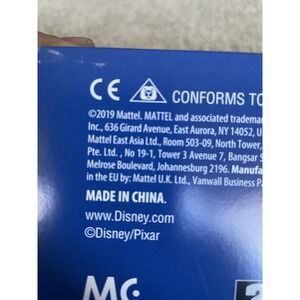 CE CONFORMS TO
©2019 Mattel. MATTEL and associated
Inc., 636 Girard Avenue, East Aurora, NY 14052,
Mattel East Asia Ltd., Room 503-09, North Tower,
Pte. Ltd., No 19-1, Tower 3 Avenue 7, Bangsar
Melrose Boulevard, Johannesburg 2196.
in the EU by: Mattel U.K. Ltd., Vanwall Business
MADE IN CHINA.
www.Disney.com
©Disney/Pixar